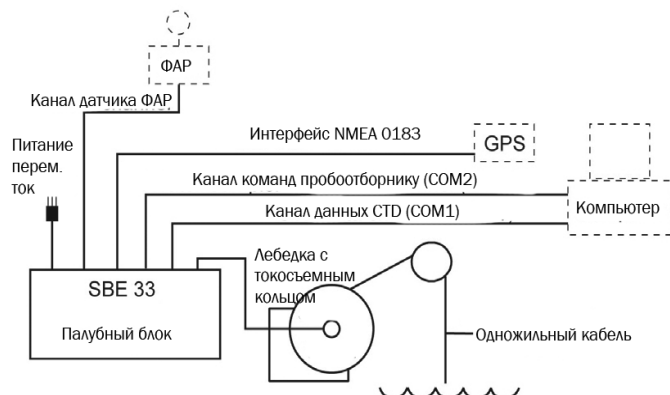 ФАР
Канал датчика ФАР
Питание
перем.
ток
Интерфейс NMEA 0183
GPS
Канал команд пробоотборнику (COM2)
Компьютер
Канал данных CTD (COM1)
Лебедка с
токосъемным
кольцом
SBE 33
Палубный блок
Одножильный кабель